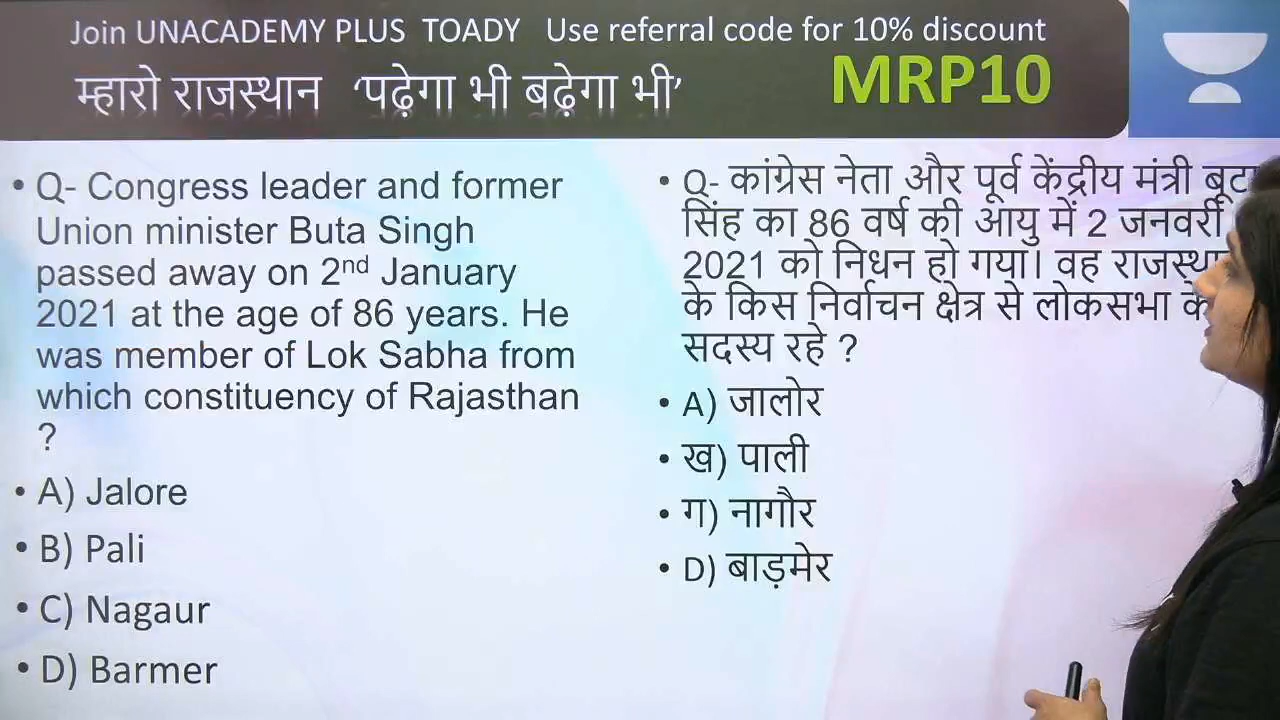 Join UNACADEMY PLUS TOADY Use referral code for 10% discount
म्हारो राजस्थान ‘पढ़ेगा भी बढ़ेगा भी’ MRP10
• Q- Congress leader and former
Union minister Buta Singh
passed away on 2nd January
2021 at the age of 86 years. He
was member of Lok Sabha from
which constituency of Rajasthan
?
• A) Jalore
• B) Pali
• C) Nagaur
• D) Barmer
• Q- कांग्रेस नेता और पूर्व केंद्रीय मंत्री
सिंह का 86 वर्ष की आयु में 2 जनवरी
2021 को निधन हो गया। वह
के किस निर्वाचन क्षेत्र से लोकसभा के
सदस्य रहे ?
• A) जालोर
• ख) पाली
• ग) नागौर
• D) बाड़मेर